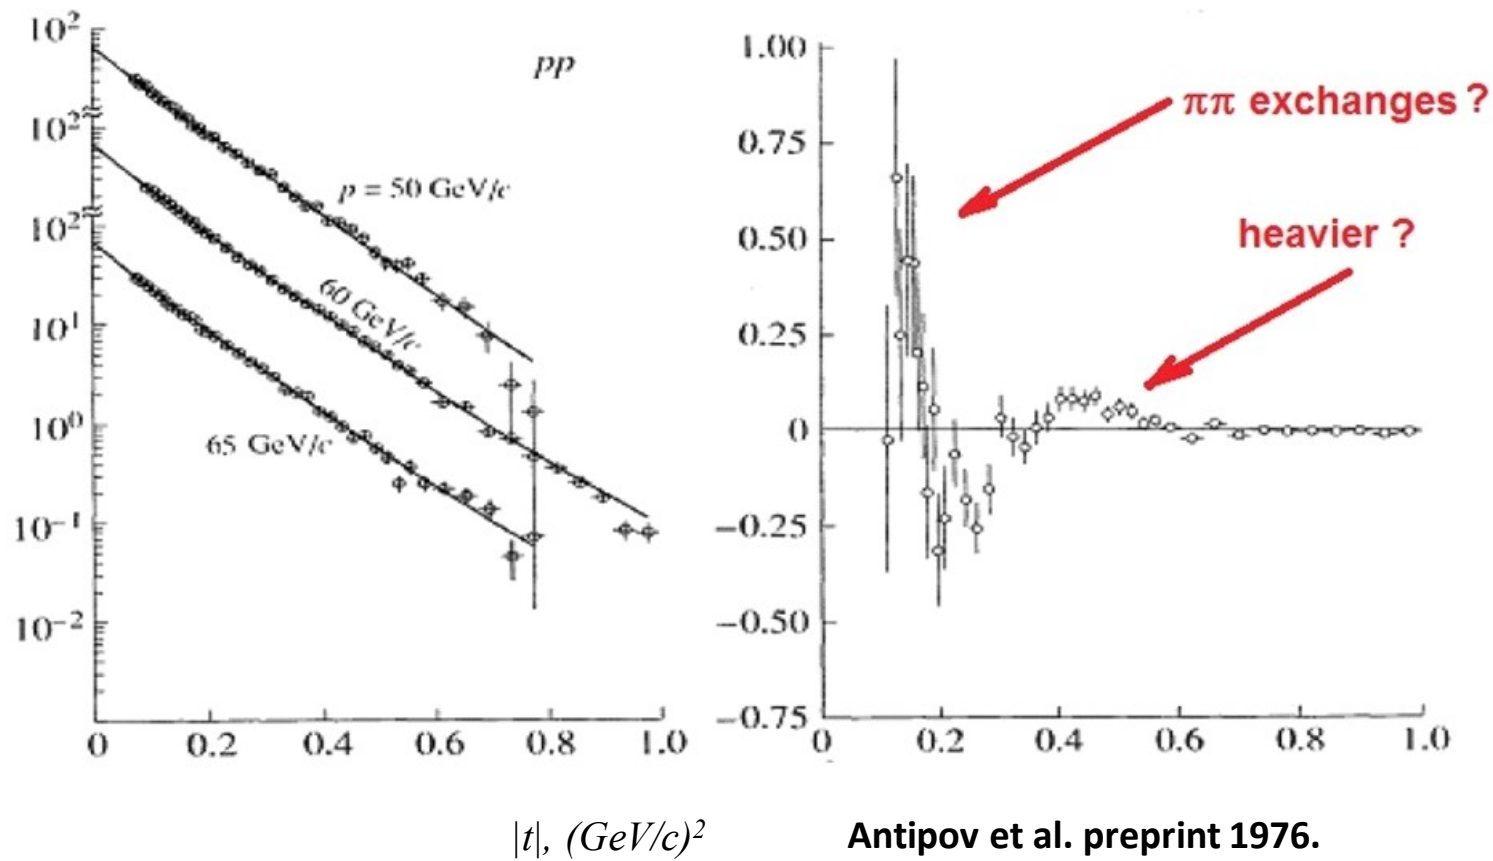 pp
10²
10²
10²
10¹
10⁰
10⁻¹
10⁻²
p = 50 GeV/c
60 GeV/c
65 GeV/c
0 0.2 0.4 0.6 0.8 1.0
1.00
0.75
0.50
0.25
0
−0.25
−0.50
−0.75
ππ exchanges ?
heavier ?
0 0.2 0.4 0.6 0.8 1.0
|t|, (GeV/c)²
Antipov et al. preprint 1976.